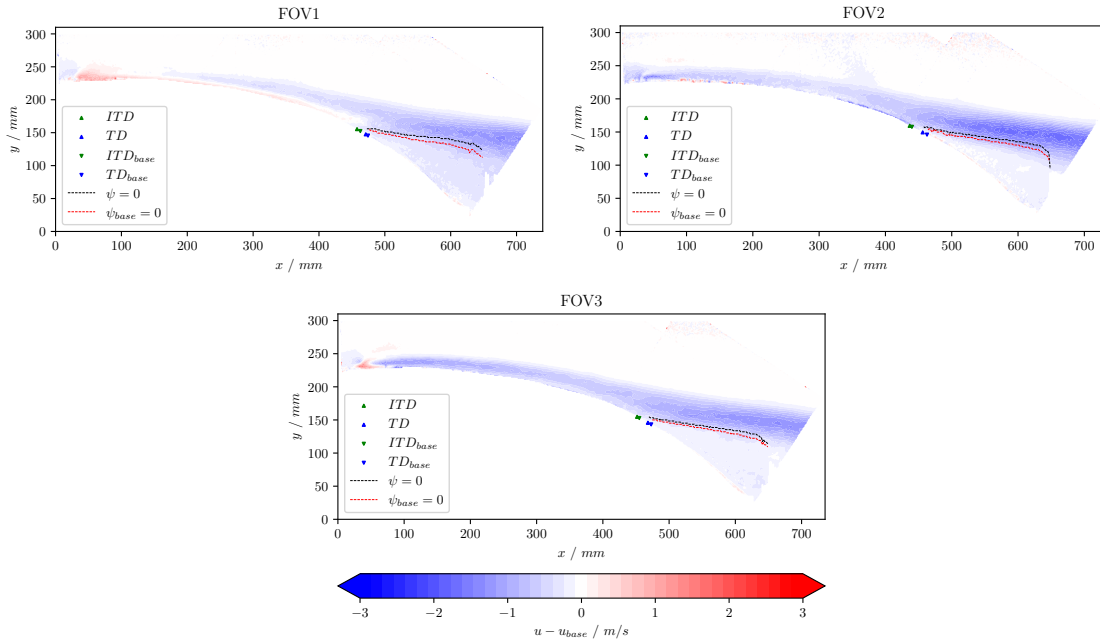 FOV1
FOV2
300
250
200
150
100
50
0
y / mm
ITD
TD
ITD_base
TD_base
ψ = 0
ψ_base = 0
0 100 200 300 400 500 600 700
x / mm
300
250
200
150
100
50
0
y / mm
ITD
TD
ITD_base
TD_base
ψ = 0
ψ_base = 0
0 100 200 300 400 500 600 700
x / mm
FOV3
300
250
200
150
100
50
0
y / mm
ITD
TD
ITD_base
TD_base
ψ = 0
ψ_base = 0
0 100 200 300 400 500 600 700
x / mm
−3 −2 −1 0 1 2 3
u − u_base / m/s